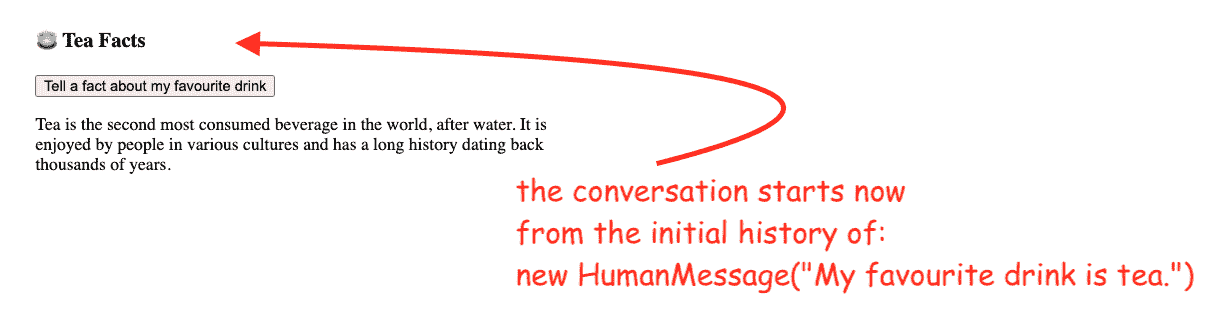 Tea Facts
Tell a fact about my favourite drink
Tea is the second most consumed beverage in the world, after water. It is
enjoyed by people in various cultures and has a long history dating back
thousands of years.
the conversation starts now
from the initial history of:
new HumanMessage("My favourite drink is tea.")